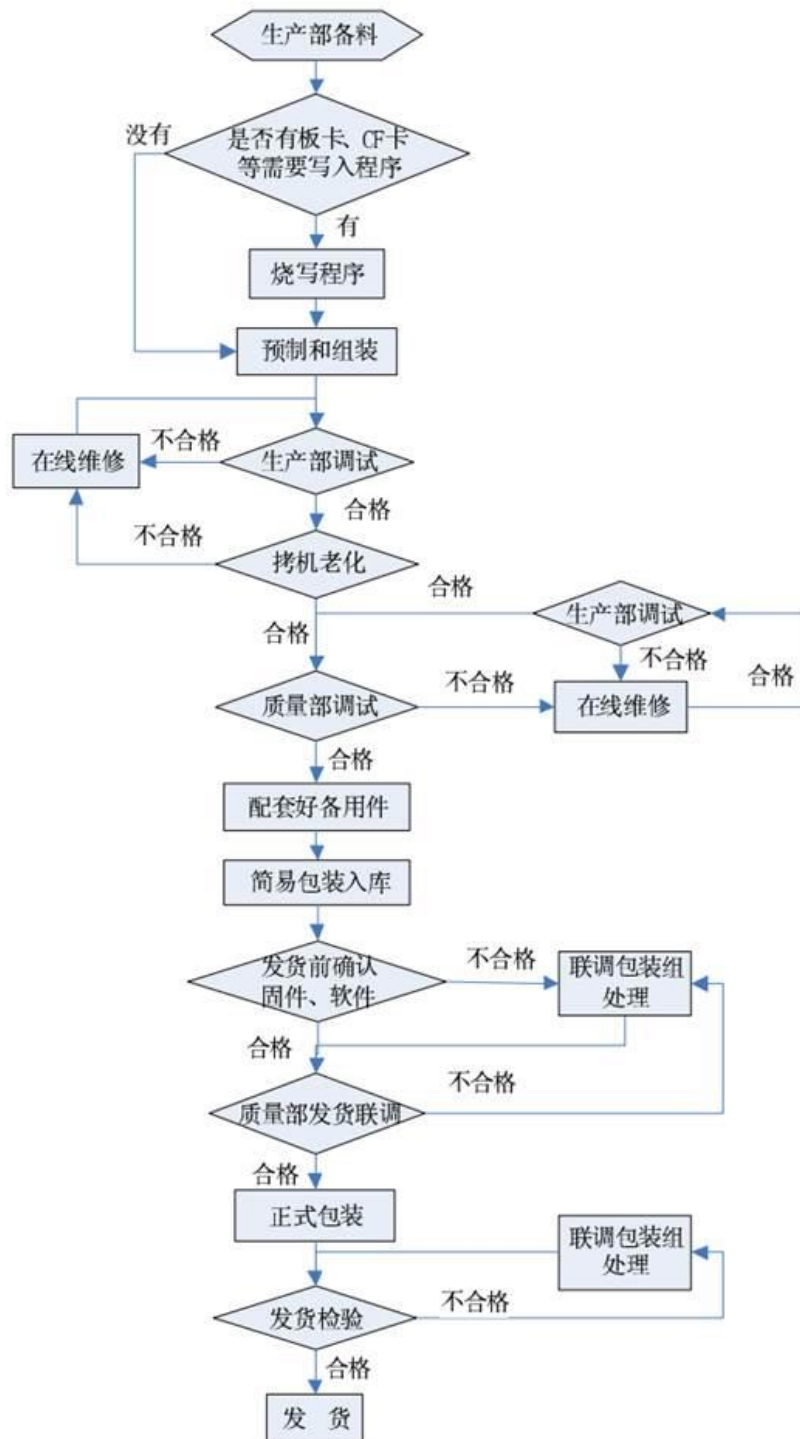 生产部备料
没有
是否有板卡、CF卡
等需要写入程序
有
烧写程序
预制和组装
不合格
在线维修
生产部调试
合格
不合格
拷机老化
合格
生产部调试
合格
不合格
不合格
合格
质量部调试
在线维修
合格
配套好备用件
简易包装入库
发货前确认
固件、软件
不合格
联调包装组
处理
合格
不合格
质量部发货联调
合格
正式包装
联调包装组
处理
不合格
发货检验
合格
发 货